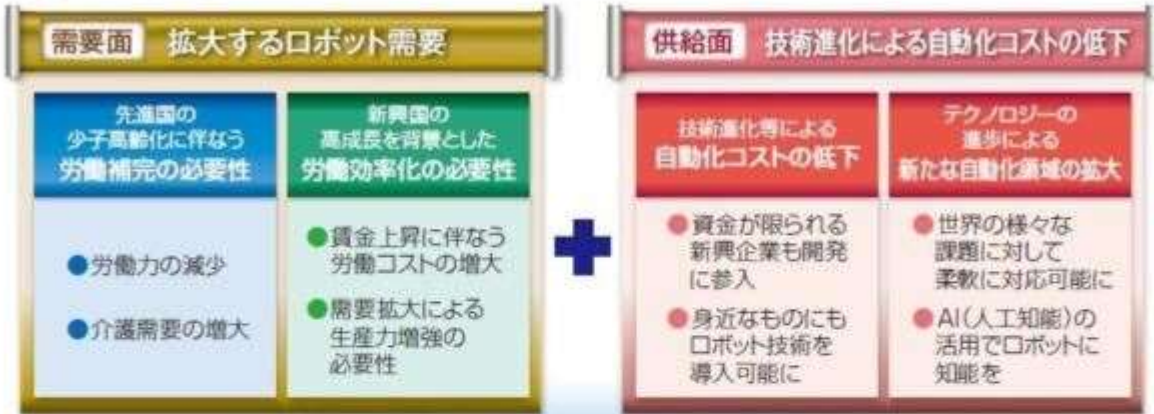 需要面 拡大するロボット需要
先進国の
少子高齢化に伴なう
労働補完の必要性
●労働力の減少
●介護需要の増大
新興国の
高成長を背景とした
労働効率化の必要性
●賃金上昇に伴なう
労働コストの増大
●需要拡大による
生産力増強の
必要性
供給面 技術進化による自動化コストの低下
技術進化等による
自動化コストの低下
●資金が限られる
新興企業も開発
に参入
●身近なものにも
ロボット技術を
導入可能に
テクノロジーの
進歩による
新たな自動化領域の拡大
●世界の様々な
課題に対して
柔軟に対応可能に
●AI(人工知能)の
活用でロボットに
知能を